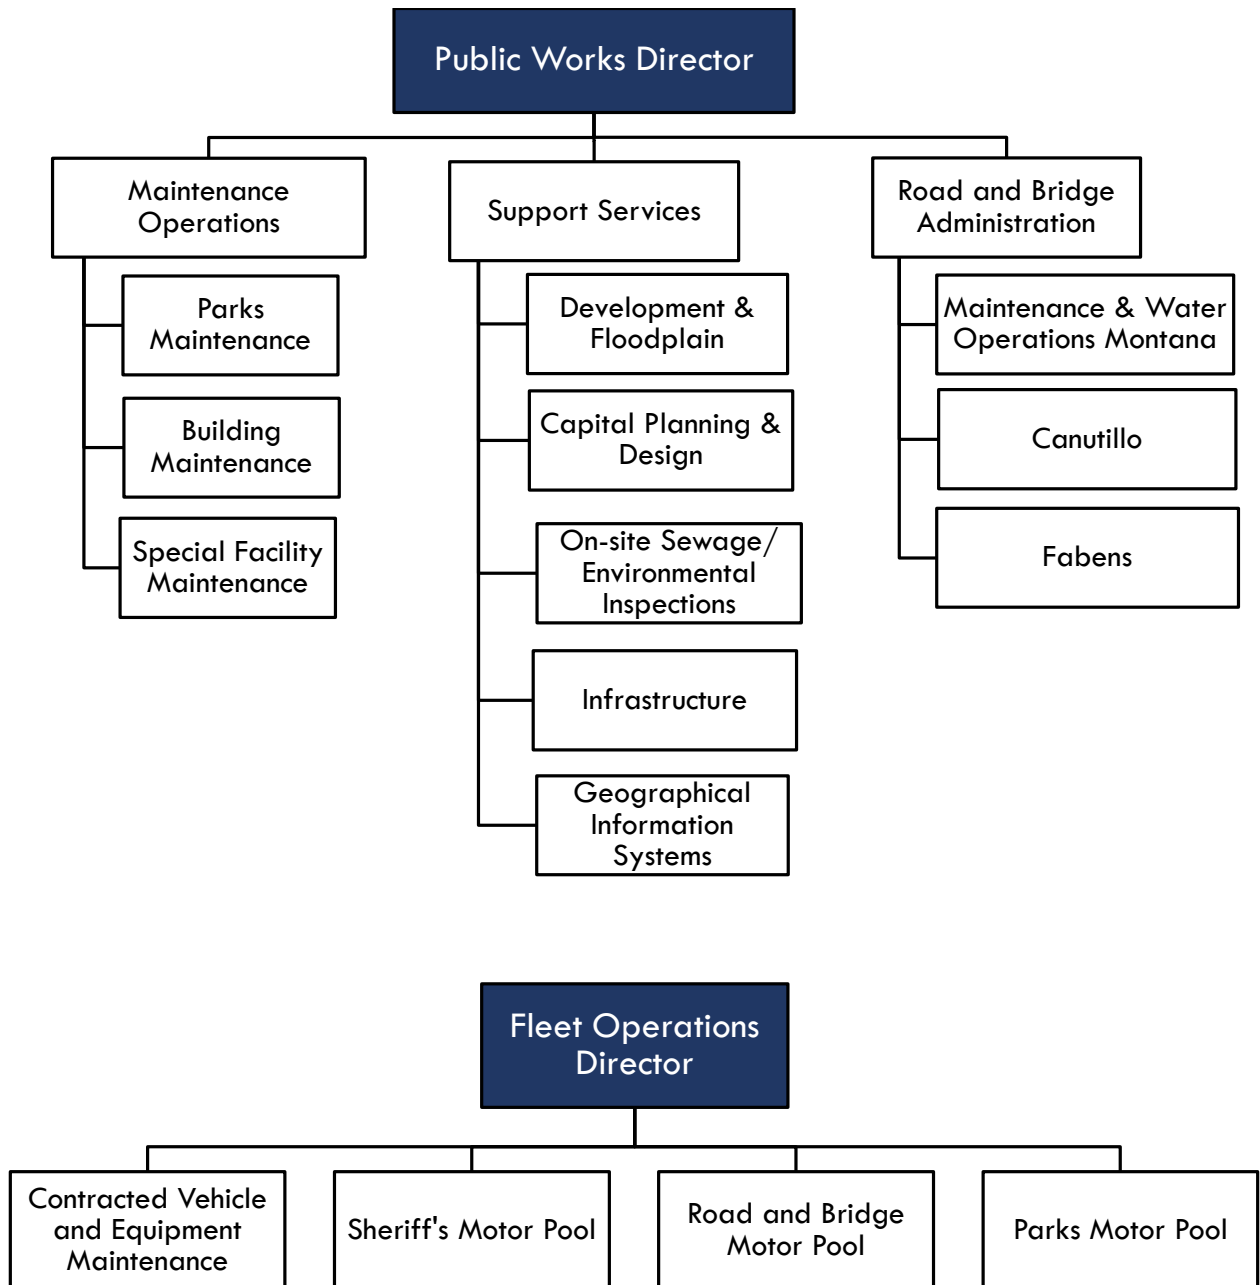 Public Works Director
Maintenance
Operations
Parks
Maintenance
Building
Maintenance
Special Facility
Maintenance
Support Services
Development &
Floodplain
Capital Planning &
Design
On-site Sewage/
Environmental
Inspections
Infrastructure
Geographical
Information
Systems
Road and Bridge
Administration
Maintenance & Water
Operations Montana
Canutillo
Fabens
Fleet Operations
Director
Contracted Vehicle
and Equipment
Maintenance
Sheriff's Motor Pool
Road and Bridge
Motor Pool
Parks Motor Pool